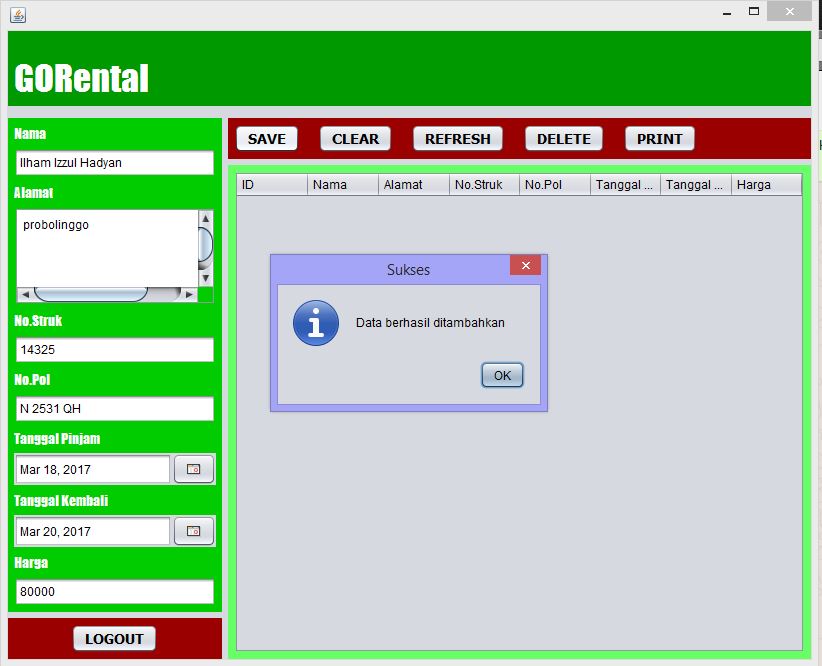 GORental
Nama
Ilham Izzul Hadyan
Alamat
probolinggo
No.Struk
14325
No.Pol
N 2531 QH
Tanggal Pinjam
Mar 18, 2017
Tanggal Kembali
Mar 20, 2017
Harga
80000
LOGOUT
SAVE CLEAR REFRESH DELETE PRINT
ID Nama Alamat No.Struk No.Pol Tanggal ... Tanggal ... Harga
Sukses
Data berhasil ditambahkan
OK